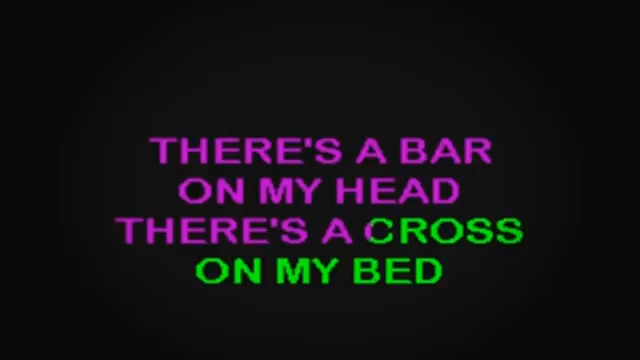 THERE'S A BAR
ON MY HEAD
THERE'S A CROSS
ON MY BED